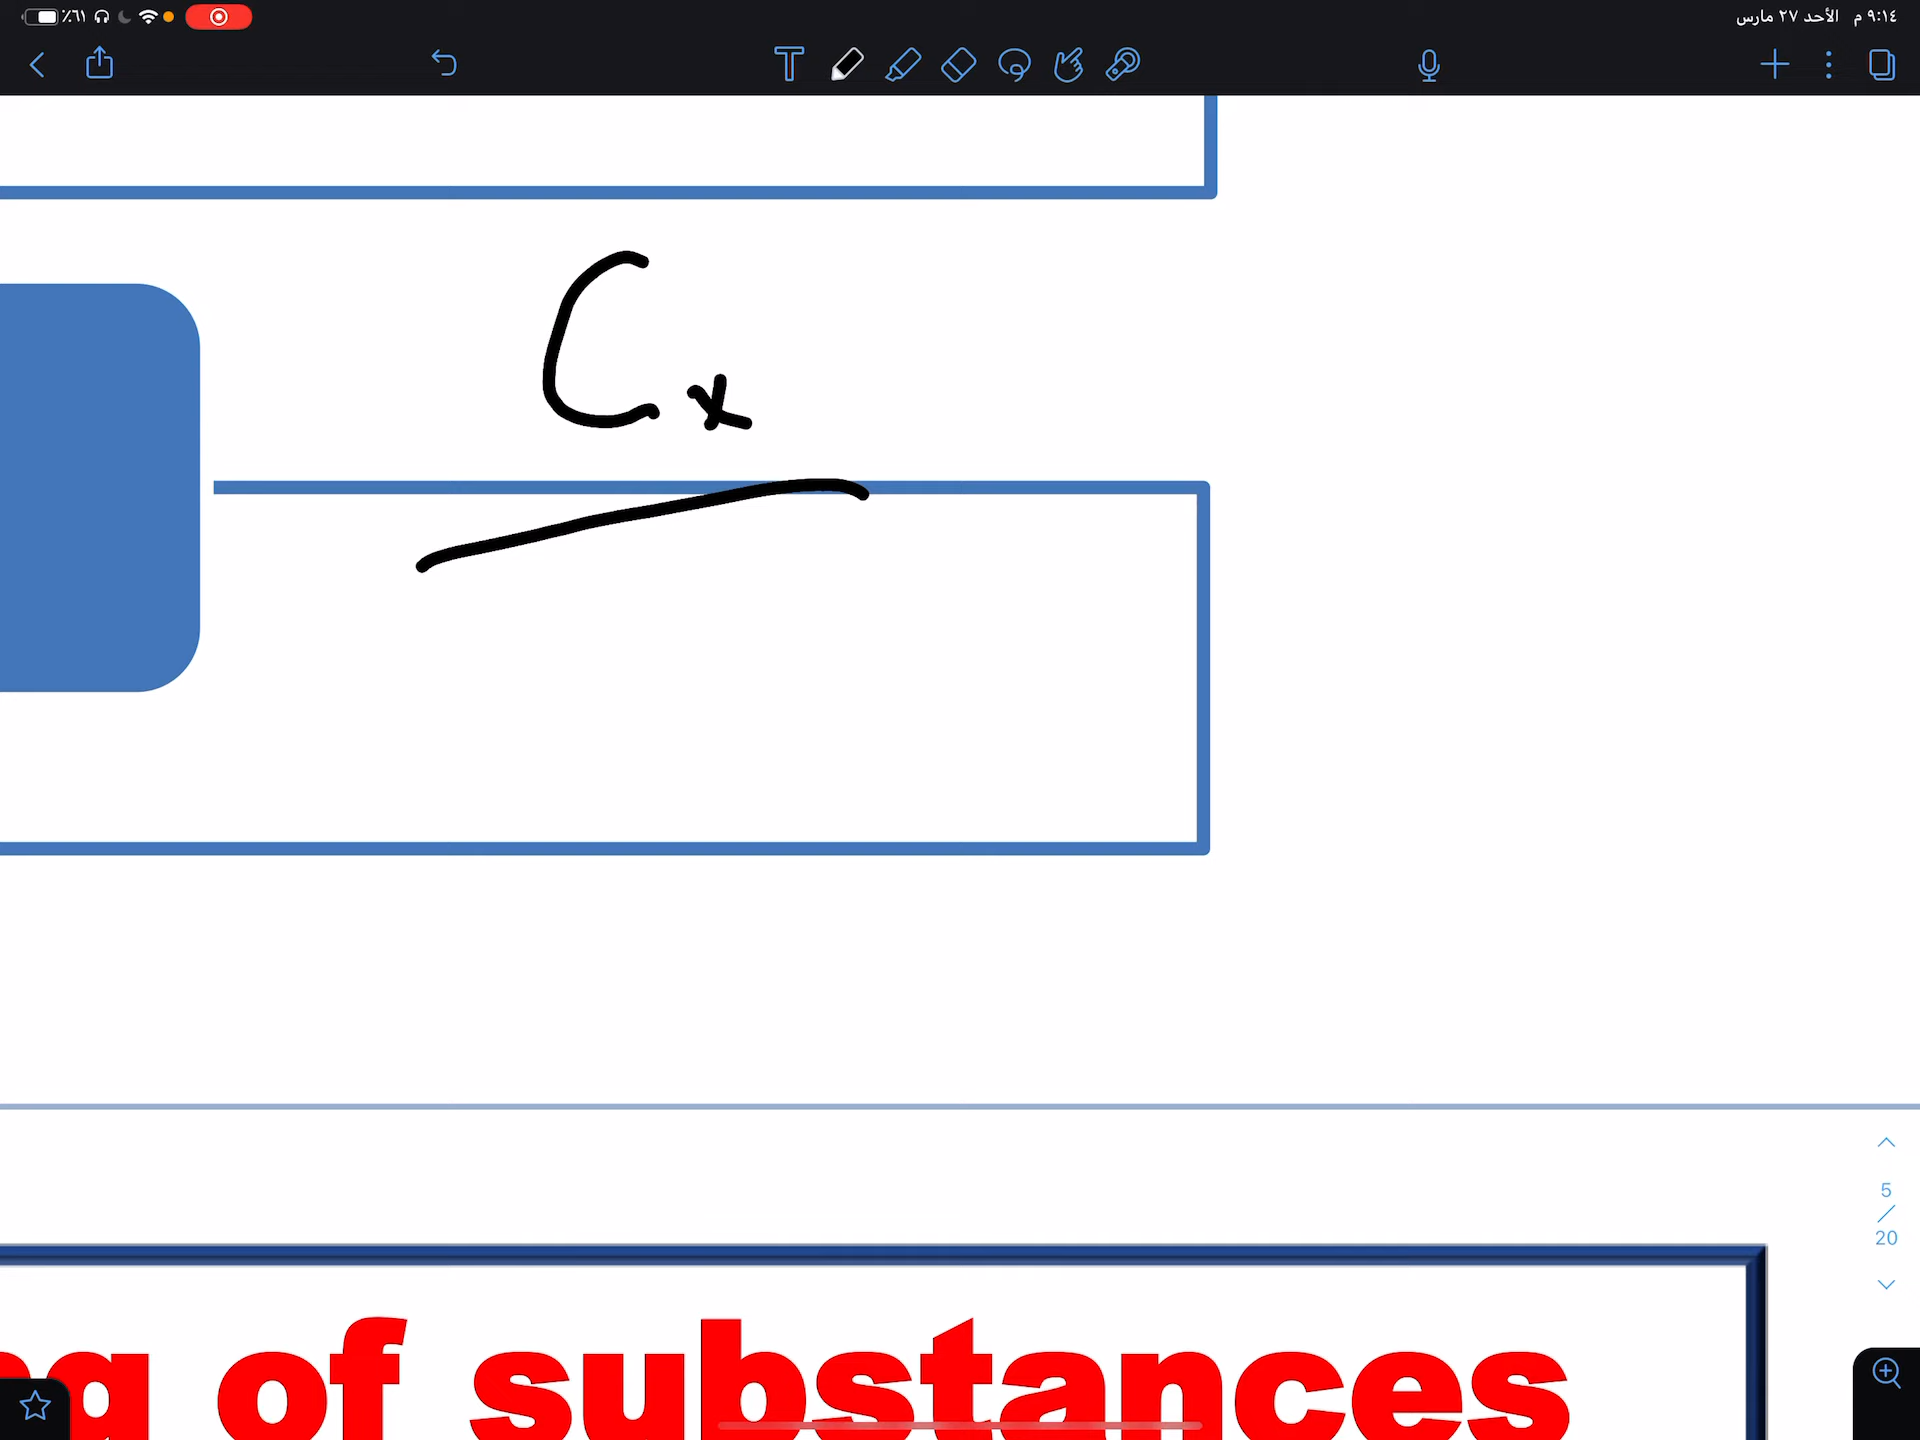 ٪٦١
٩:١٤ م الأحد ٢٧ مارس
Cx
5
/
20
of substances